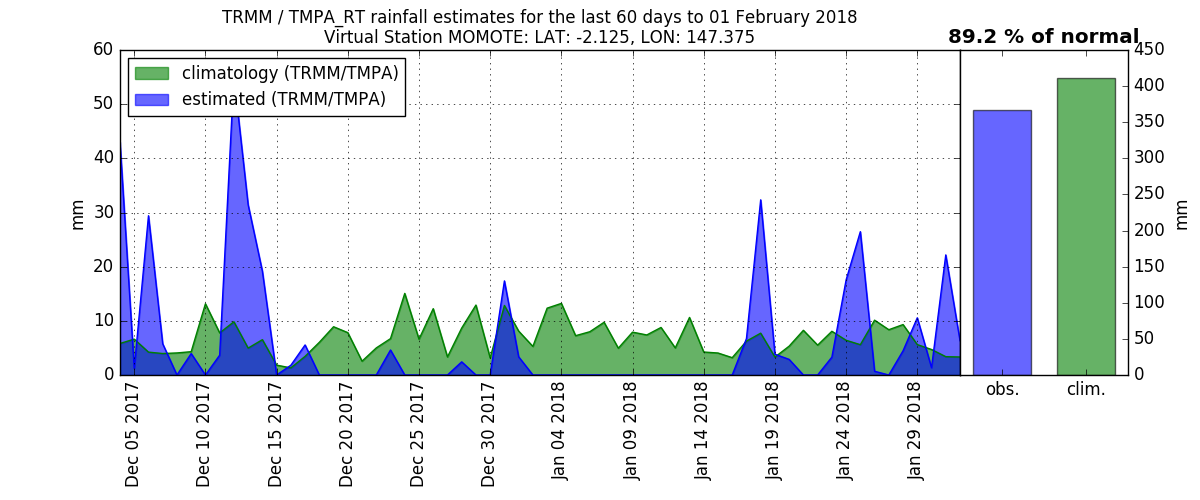 TRMM / TMPA_RT rainfall estimates for the last 60 days to 01 February 2018
Virtual Station MOMOTE: LAT: -2.125, LON: 147.375
89.2 % of normal
climatology (TRMM/TMPA)
estimated (TRMM/TMPA)
60
50
40
30
20
10
0
mm
Dec 05 2017
Dec 10 2017
Dec 15 2017
Dec 20 2017
Dec 25 2017
Dec 30 2017
Jan 04 2018
Jan 09 2018
Jan 14 2018
Jan 19 2018
Jan 24 2018
Jan 29 2018
obs.
clim.
450
400
350
300
250
200
150
100
50
0
mm